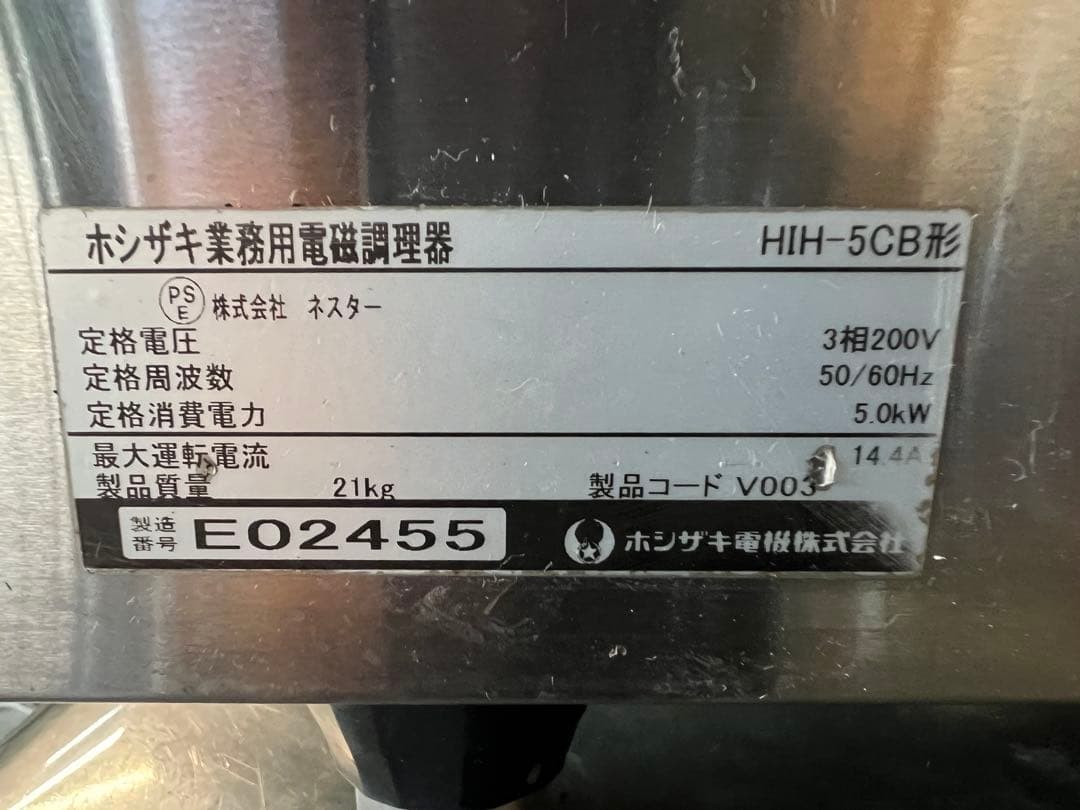 ホシザキ業務用電磁調理器 HIH-5CB形
PSE 株式会社 ネスター
定格電圧 3相200V
定格周波数 50/60Hz
定格消費電力 5.0kW
最大運転電流 14.4A
製品質量 21kg 製品コード V003
製造番号 E02455 ホシザキ電機株式会社